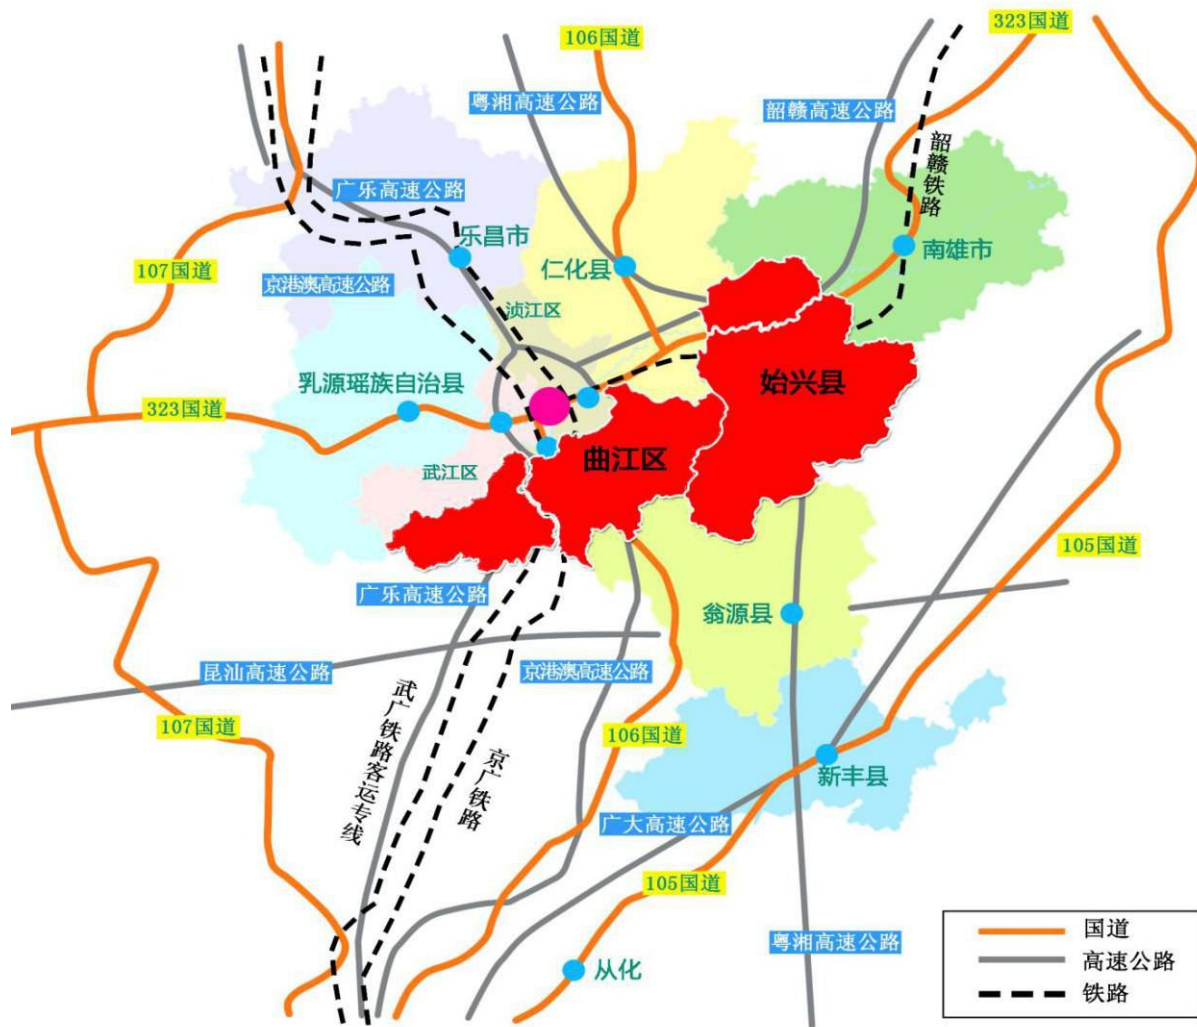 323国道
106国道
粤湘高速公路
韶赣高速公路
韶赣铁路
广乐高速公路
乐昌市
仁化县
南雄市
107国道
京港澳高速公路
浈江区
始兴县
乳源瑶族自治县
323国道
曲江区
武江区
105国道
广乐高速公路
翁源县
昆汕高速公路
京港澳高速公路
107国道
武广铁路客运专线
京广铁路
106国道
新丰县
广大高速公路
105国道
粤湘高速公路
从化
国道
高速公路
铁路